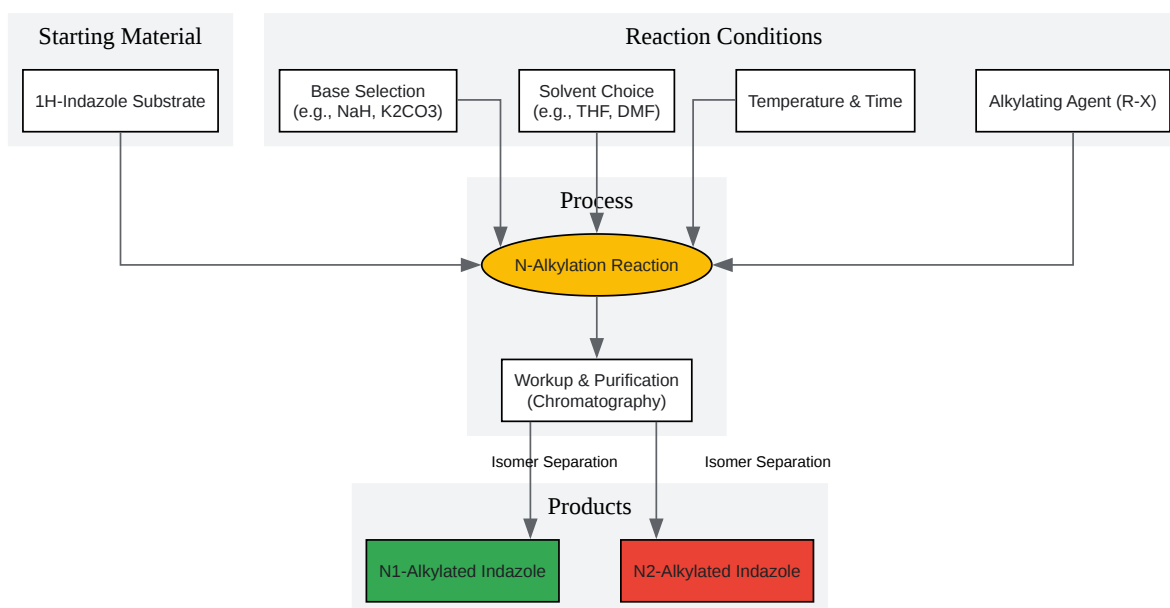 Starting Material
Reaction Conditions
1H-Indazole Substrate
Base Selection
(e.g., NaH, K2CO3)
Solvent Choice
(e.g., THF, DMF)
Temperature & Time
Alkylating Agent (R-X)
Process
N-Alkylation Reaction
Workup & Purification
(Chromatography)
Isomer Separation
Isomer Separation
Products
N1-Alkylated Indazole
N2-Alkylated Indazole